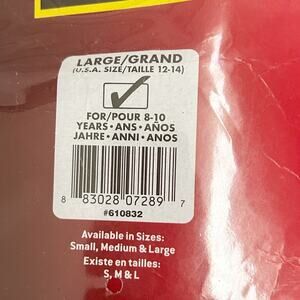 LARGE/GRAND
(U.S.A. SIZE/TAILLE 12-14)
FOR/POUR 8-10
YEARS • ANS • AÑOS
JAHRE • ANNI • ANOS
8 83028 07289 7
#610832
Available in Sizes:
Small, Medium & Large
Existe en tailles:
S, M & L